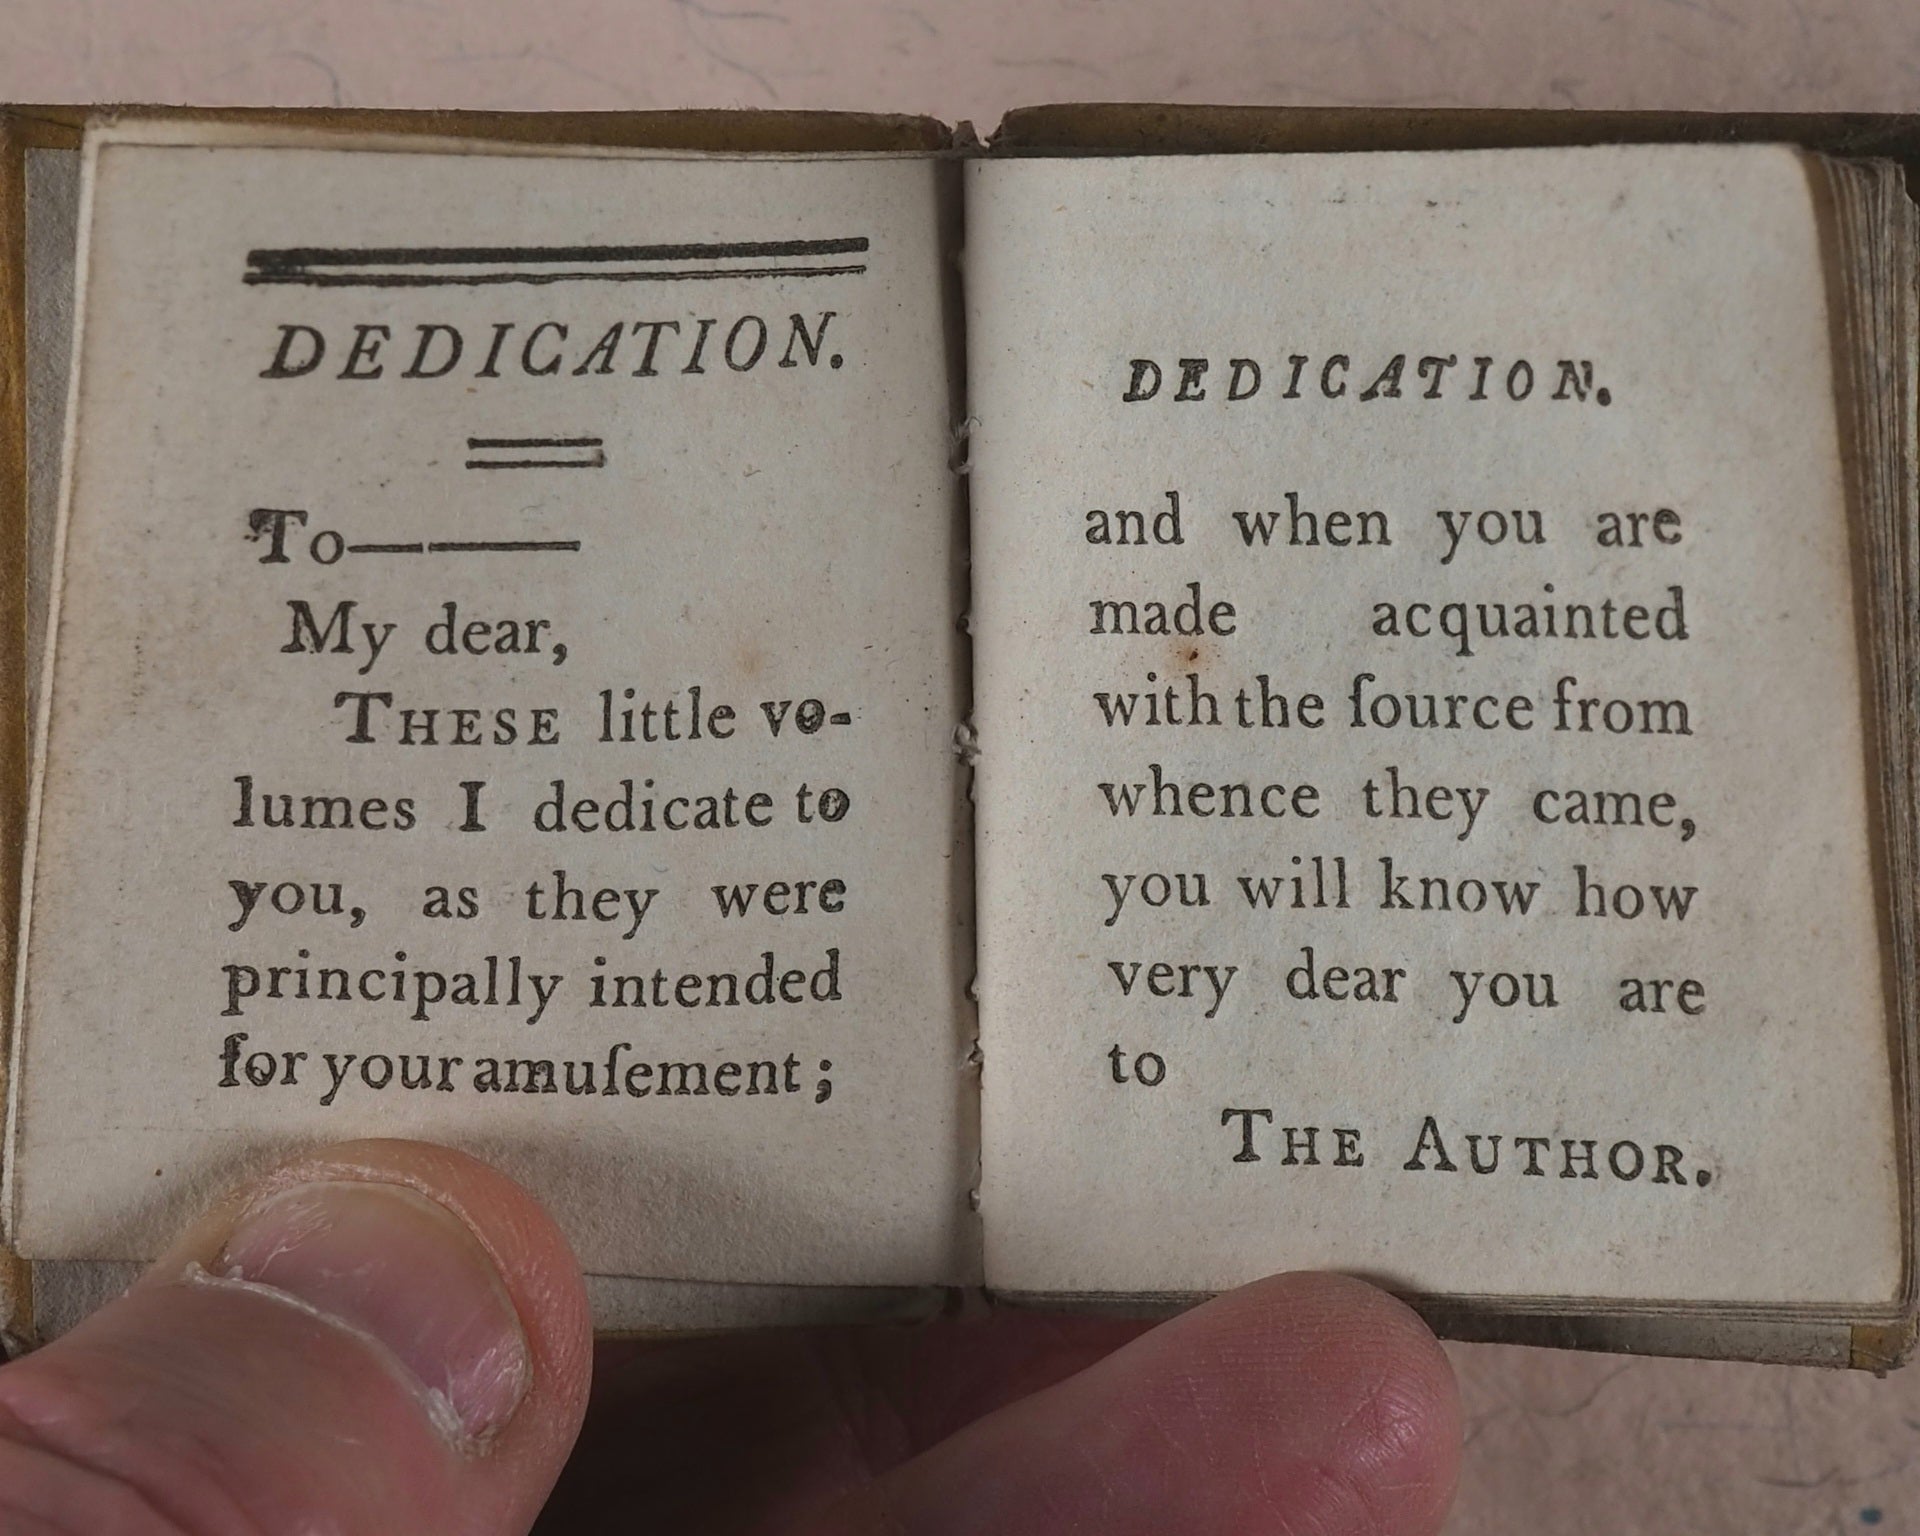 DEDICATION.
To— ——
My dear,
THESE little vo-
lumes I dedicate to
you, as they were
principally intended
for your amuſement;
DEDICATION.
and when you are
made acquainted
with the ſource from
whence they came,
you will know how
very dear you are
to
THE AUTHOR.